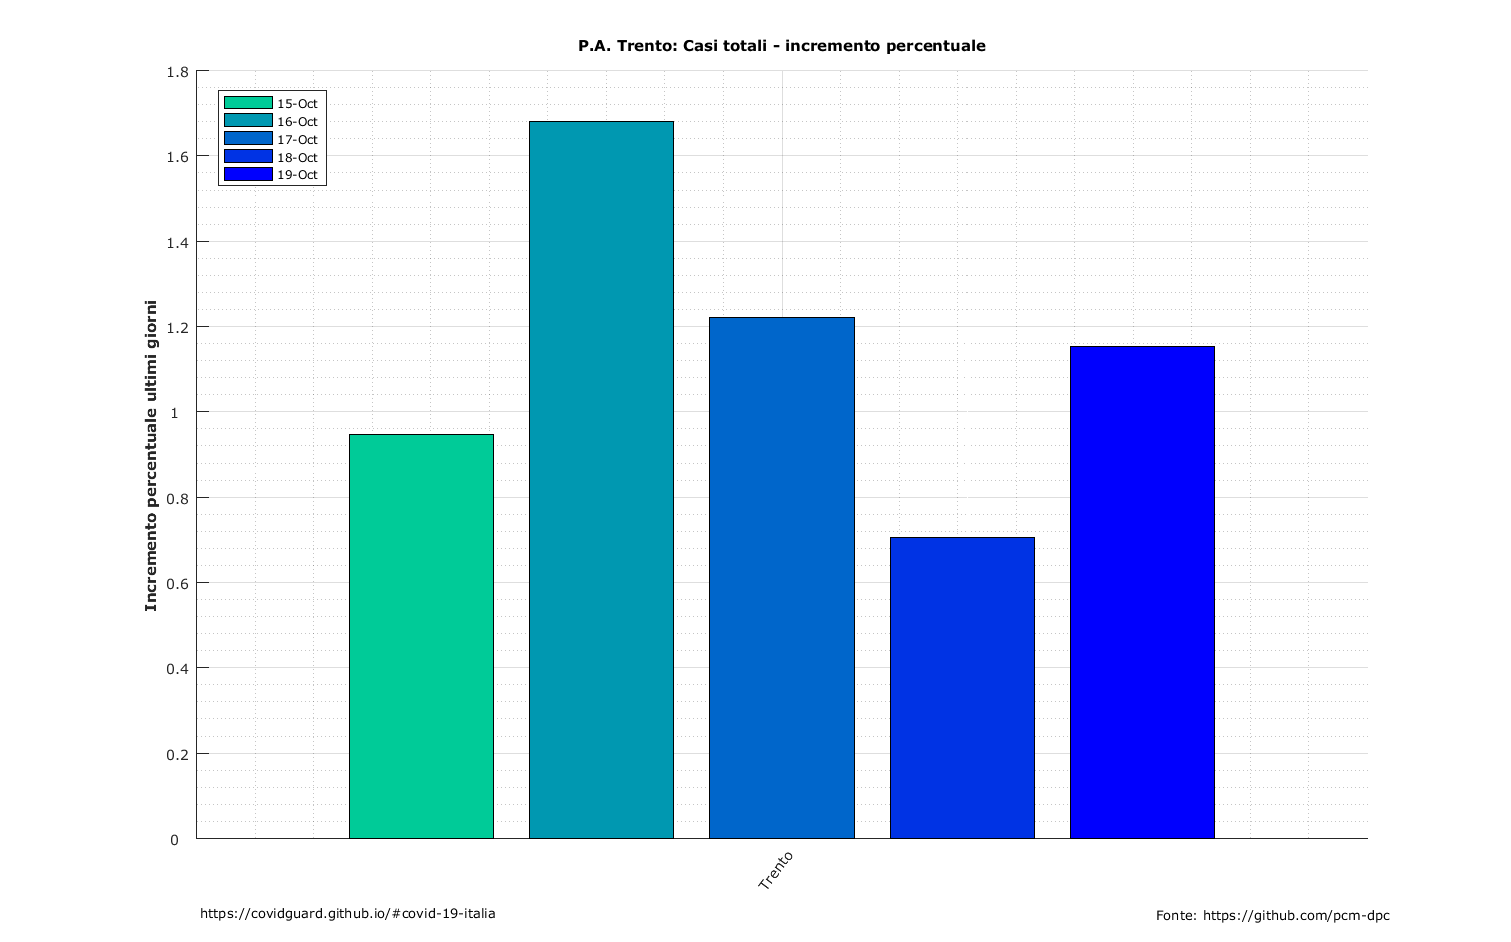 P.A. Trento: Casi totali - incremento percentuale
1.8
1.6
1.4
1.2
1
0.8
0.6
0.4
0.2
0
Incremento percentuale ultimi giorni
15-Oct
16-Oct
17-Oct
18-Oct
19-Oct
Trento
https://covidguard.github.io/#covid-19-italia
Fonte: https://github.com/pcm-dpc